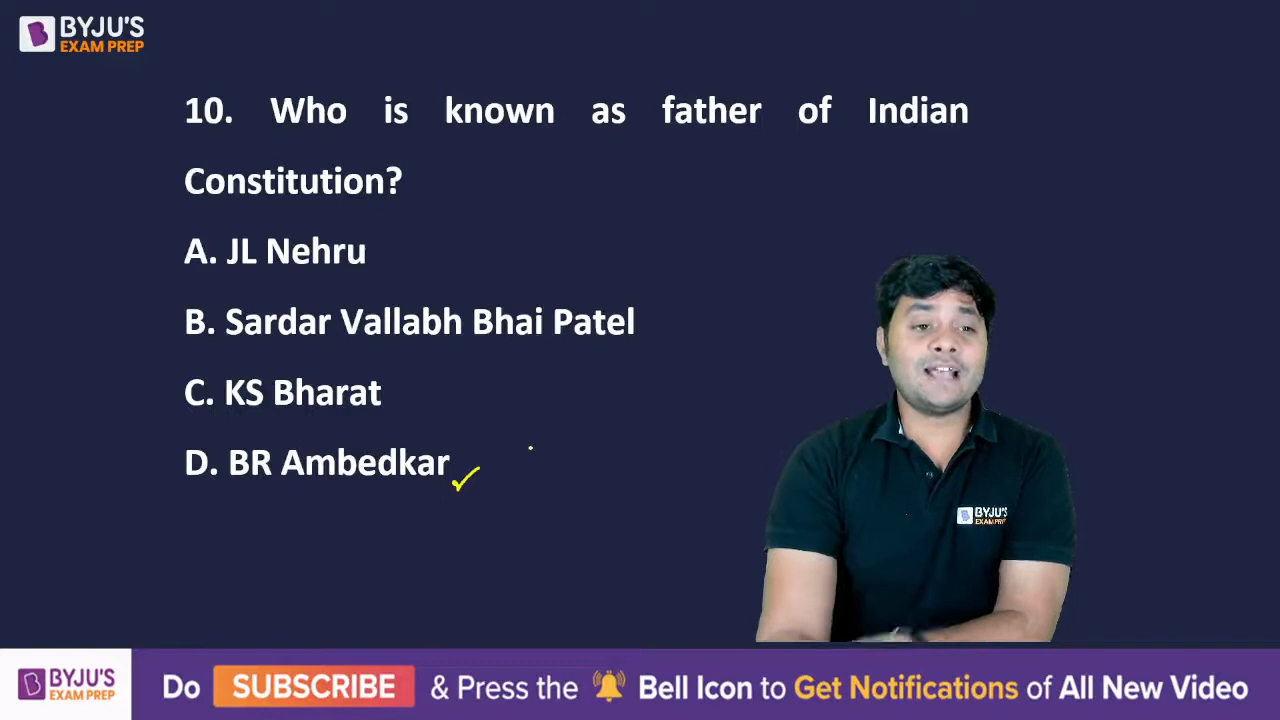 BYJU'S
EXAM PREP
10. Who is known as father of Indian
Constitution?
A. JL Nehru
B. Sardar Vallabh Bhai Patel
C. KS Bharat
D. BR Ambedkar
BYJU'S
EXAM PREP
BYJU'S
EXAM PREP
Do SUBSCRIBE & Press the Bell Icon to Get Notifications of All New Video